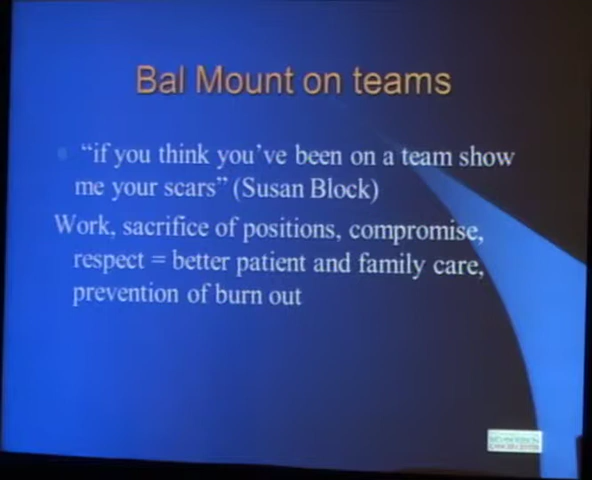 Bal Mount on teams
“if you think you’ve been on a team show
me your scars” (Susan Block)
Work, sacrifice of positions, compromise,
respect = better patient and family care,
prevention of burn out